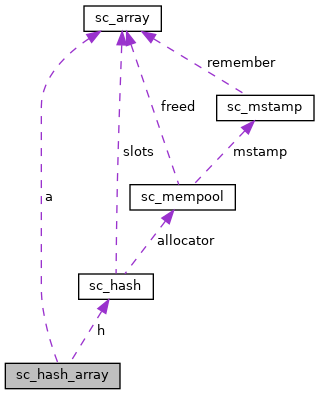 sc_array
remember
freed
sc_mstamp
slots
mstamp
a
sc_mempool
allocator
sc_hash
h
sc_hash_array